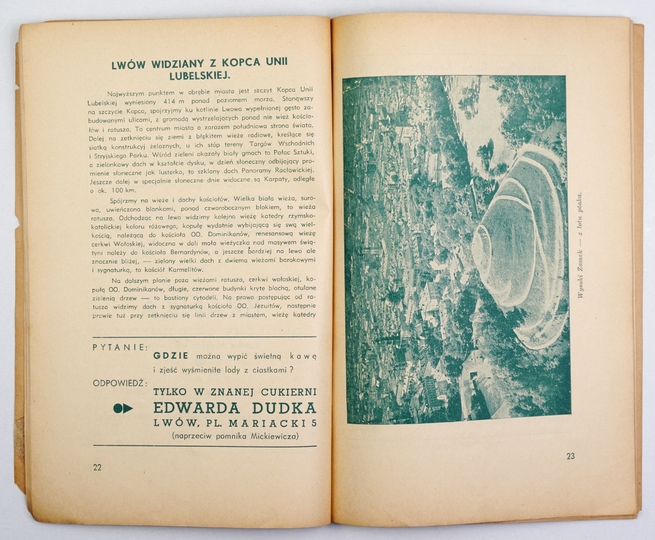 LWÓW WIDZIANY Z KOPCA UNII
LUBELSKIEJ.
Najwyższym punktem w obrębie miasta jest szczyt Kopca Unii
Lubelskiej wyniesiony 414 m ponad poziomem morza. Stanąwszy
na szczycie Kopca, spojrzyjmy ku kotlinie Lwowa wypełnionej gęsto za-
budowanymi ulicami, z gromadą wystrzelających ponad nie wież kościo-
łów i ratusza. To centrum miasta a zarazem południowa strona świata.
Dalej na zetknięciu się ziemi z błękitem wieże radiowe, kreślące się
siatką konstrukcyj żelaznych, u ich stóp tereny Targów Wschodnich
i Stryjskiego Parku. Wśród zieleni okazały biały gmach to Pałac Sztuki,
a zielonkawy dach w kształcie dysku, w dzień słoneczny odbijający pro-
mienie słoneczne jak lusterko, to szklany dach Panoramy Racławickiej.
Jeszcze dalej w specjalnie słoneczne dnie widoczne są Karpaty, odległe
o ok. 100 km.
Spójrzmy na wieże i dachy kościołów. Wielka biała wieża, suro-
wa, uwieńczona blankami, ponad czworobocznym blokiem, to wieża
ratusza. Odchodząc na lewo widzimy kolejno wieżę katedry rzymsko-
katolickiej koloru różowego, kopułę wydatnie wybijającą się swą wiel-
kością, należącą do kościoła OO. Dominikanów, renesansową wieżę
cerkwi Wołoskiej, widoczna w dali mała wieżyczka nad masywem świą-
tyni należy do kościoła Bernardynów, a jeszcze bardziej na lewo ale
znacznie bliżej, — zielony wielki dach z dwiema wieżami barokowymi
i sygnaturką, to kościół Karmelitów.
Na dalszym planie poza wieżami ratusza, cerkwi wołoskiej, ko-
pułą OO. Dominikanów, długie, czerwone budynki kryte blachą, otulone
zielenią drzew — to bastiony cytadeli. Na prawo postępując od ra-
tusza widzimy dach z sygnaturką kościoła OO. Jezuitów, następnie
prawie tuż przy zetknięciu się linii drzew z miastem, wieżę katedry
PYTANIE:
GDZIE można wypić świetną kawę
i zjeść wyśmienite lody z ciastkami?
ODPOWIEDŹ:
TYLKO W ZNANEJ CUKIERNI
EDWARDA DUDKA
LWÓW, PL. MARIACKI 5
(naprzeciw pomnika Mickiewicza)
22
Wysoki Zamek — z lotu ptaka.
23